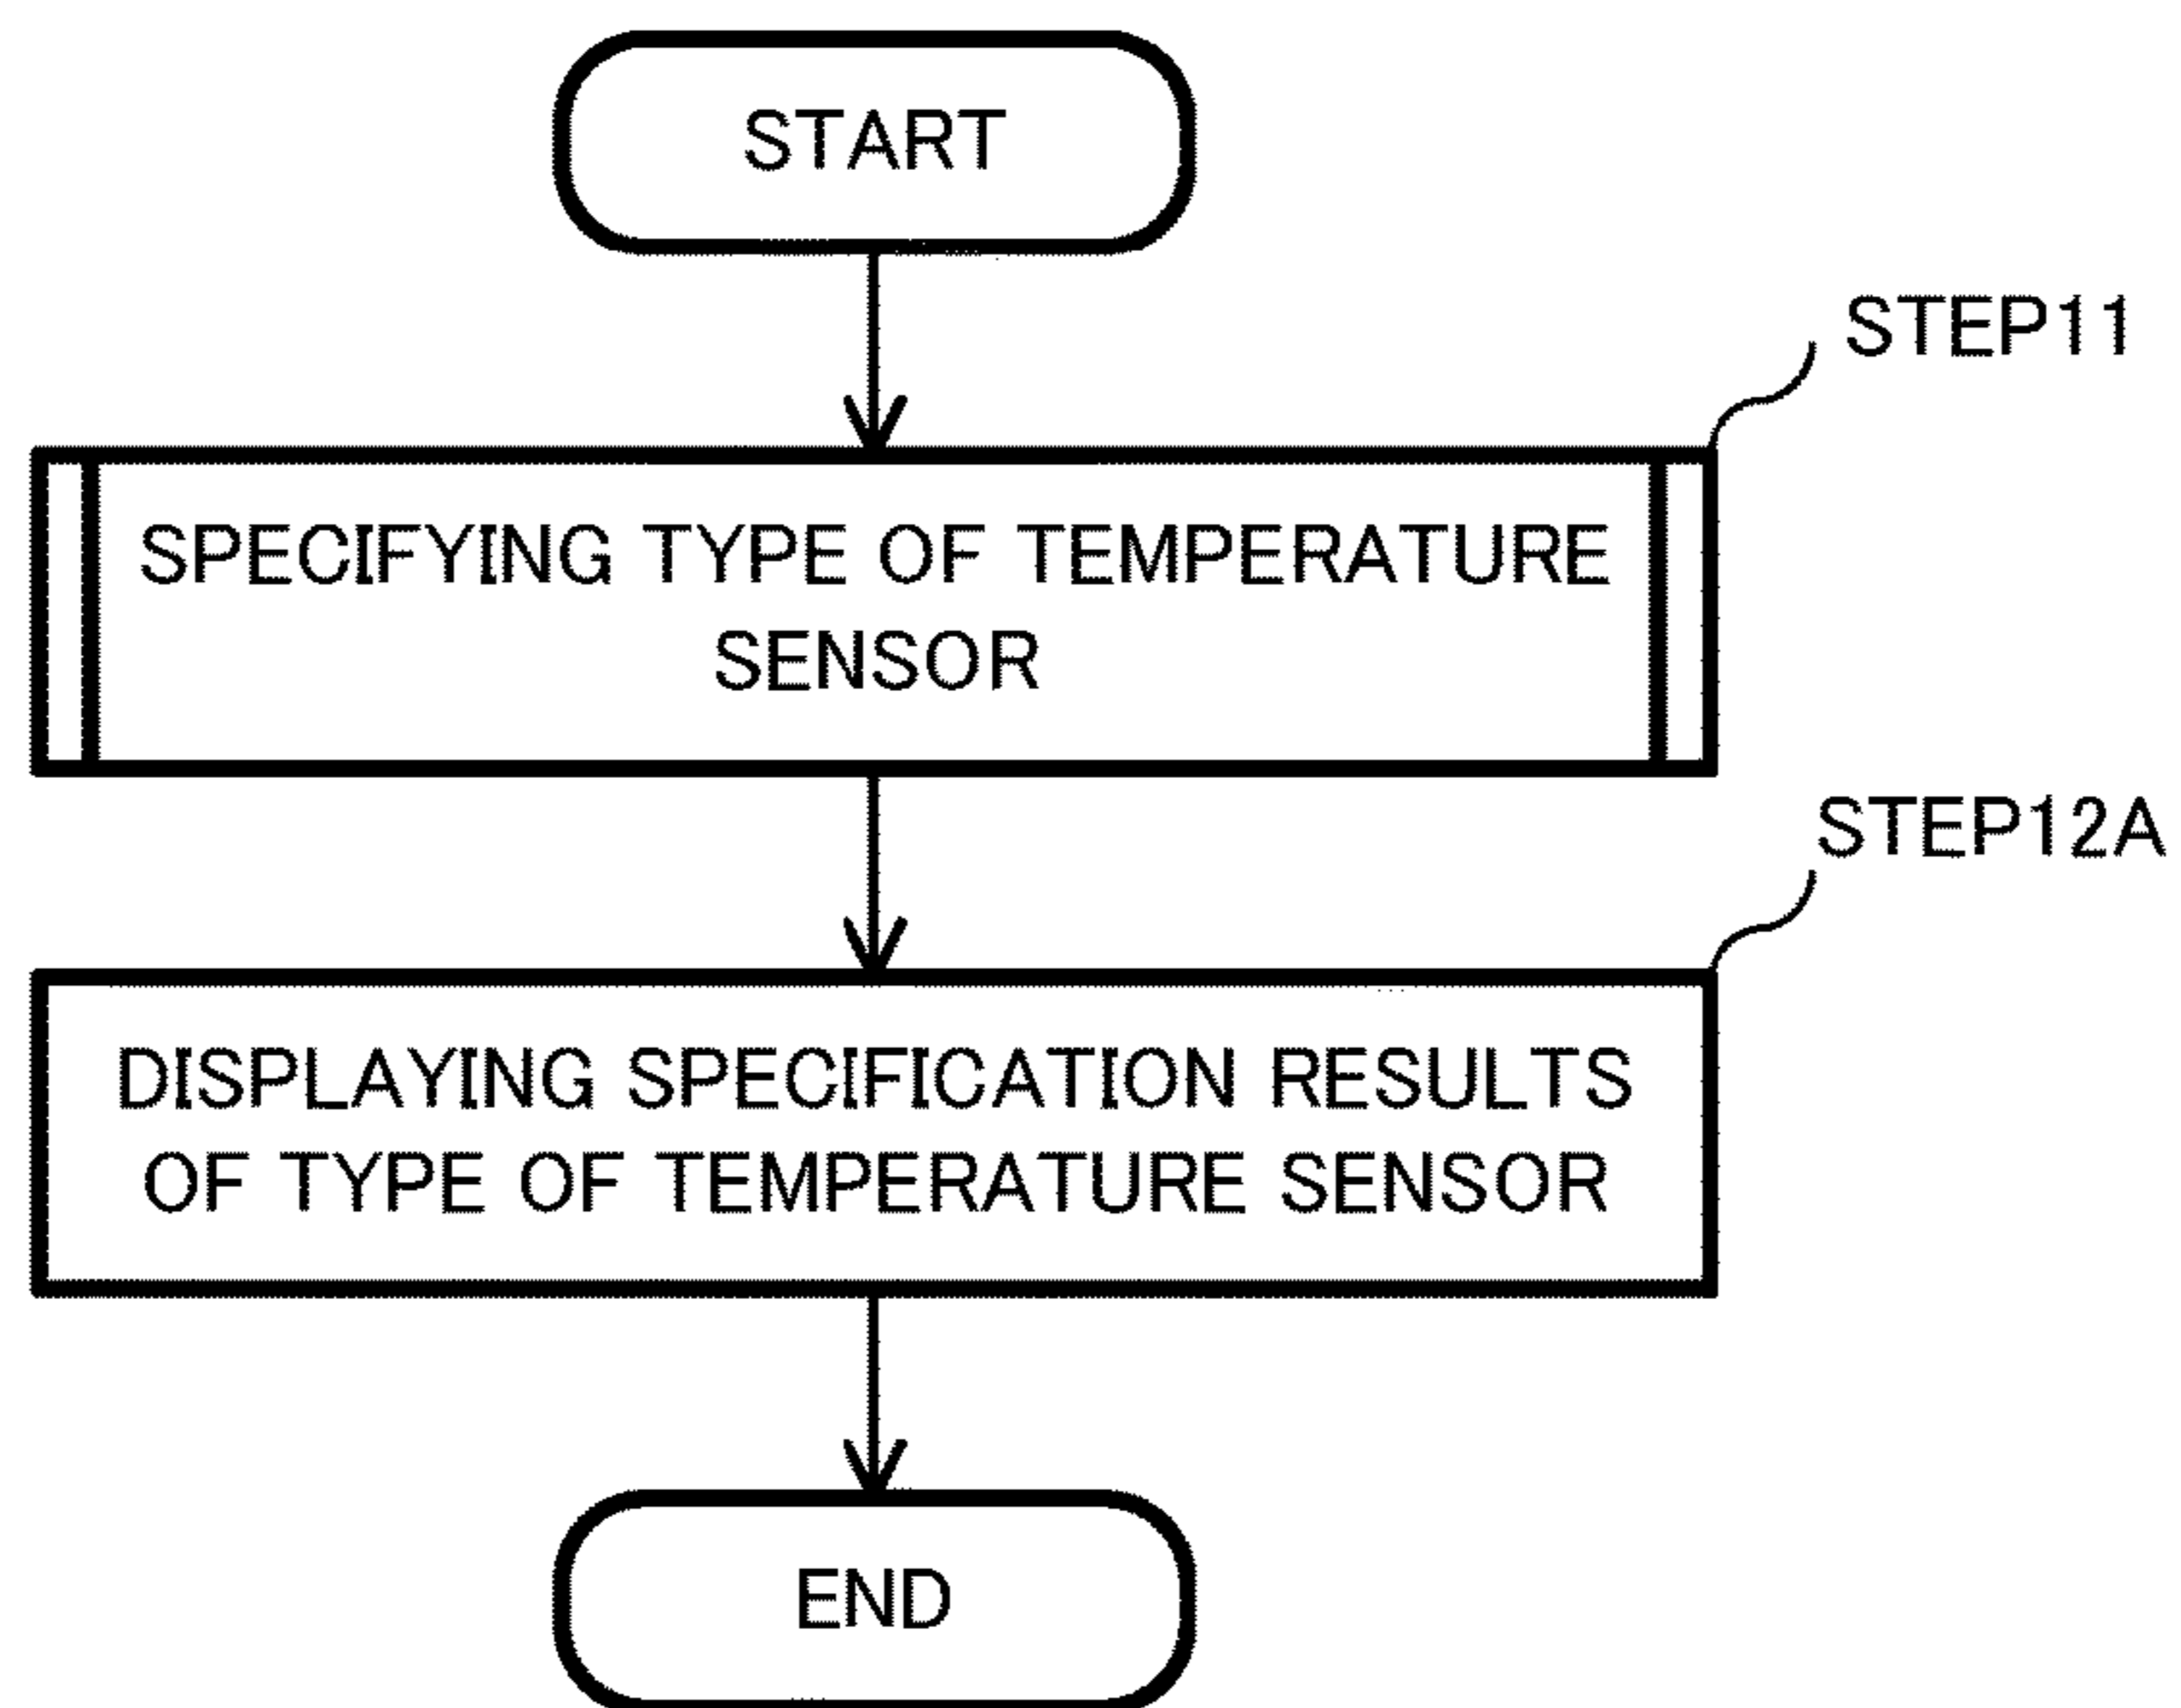 START
STEP11
SPECIFYING TYPE OF TEMPERATURE
SENSOR
STEP12A
DISPLAYING SPECIFICATION RESULTS
OF TYPE OF TEMPERATURE SENSOR
END